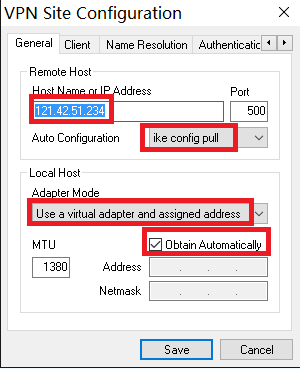 VPN Site Configuration
General Client Name Resolution Authenticatio
Remote Host
Host Name or IP Address Port
121.42.51.234 500
Auto Configuration ike config pull
Local Host
Adapter Mode
Use a virtual adapter and assigned address
MTU Obtain Automatically
1380 Address . . .
Netmask . . .
Save Cancel